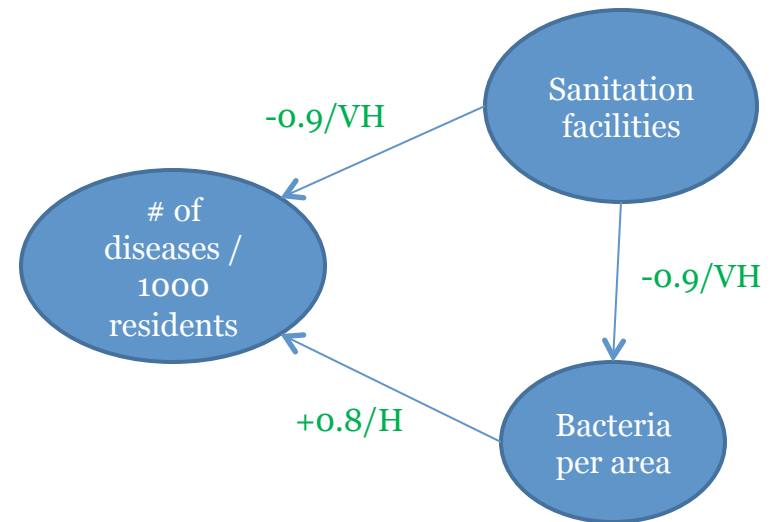 Sanitation
facilities
-0.9/VH
# of
diseases /
1000
residents
-0.9/VH
+0.8/H
Bacteria
per area